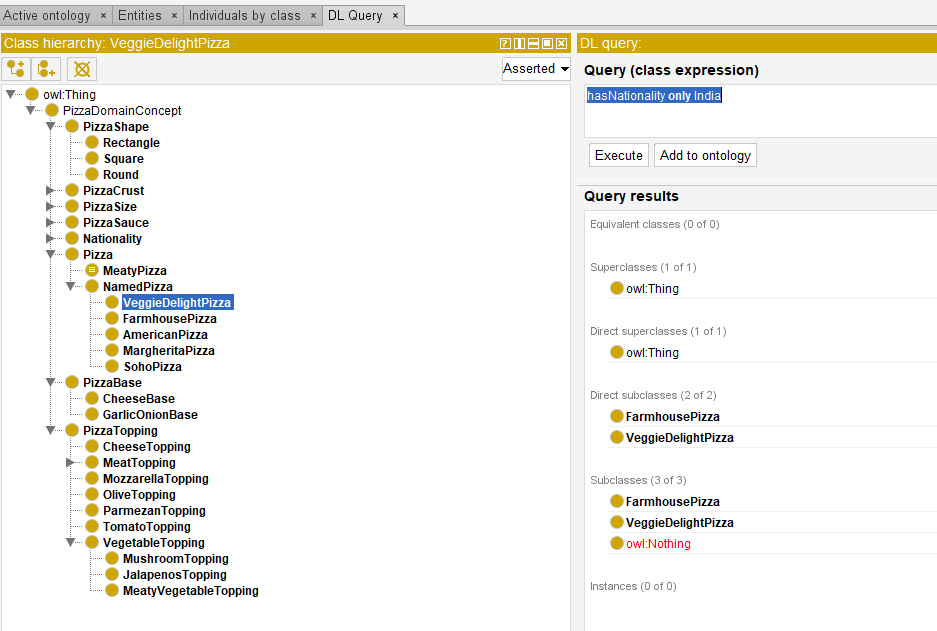 Active ontology × Entities × Individuals by class × DL Query ×
Class hierarchy: VeggieDelightPizza
Asserted
owl:Thing
PizzaDomainConcept
PizzaShape
Rectangle
Square
Round
PizzaCrust
PizzaSize
PizzaSauce
Nationality
Pizza
MeatyPizza
NamedPizza
VeggieDelightPizza
FarmhousePizza
AmericanPizza
MargheritaPizza
SohoPizza
PizzaBase
CheeseBase
GarlicOnionBase
PizzaTopping
CheeseTopping
MeatTopping
MozzarellaTopping
OliveTopping
ParmezanTopping
TomatoTopping
VegetableTopping
MushroomTopping
JalapenosTopping
MeatyVegetableTopping
DL query:
Query (class expression)
hasNationality only India
Execute Add to ontology
Query results
Equivalent classes (0 of 0)
Superclasses (1 of 1)
owl:Thing
Direct superclasses (1 of 1)
owl:Thing
Direct subclasses (2 of 2)
FarmhousePizza
VeggieDelightPizza
Subclasses (3 of 3)
FarmhousePizza
VeggieDelightPizza
owl:Nothing
Instances (0 of 0)